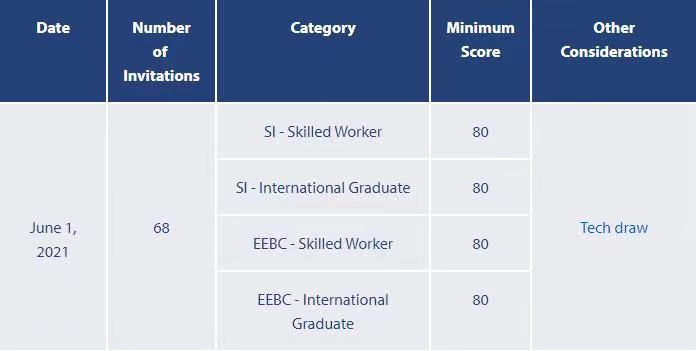 Date
Number
of
Invitations
Category
Minimum
Score
Other
Considerations
June 1,
2021
68
SI - Skilled Worker
80
SI - International Graduate
80
EEBC - Skilled Worker
80
EEBC - International
Graduate
80
Tech draw